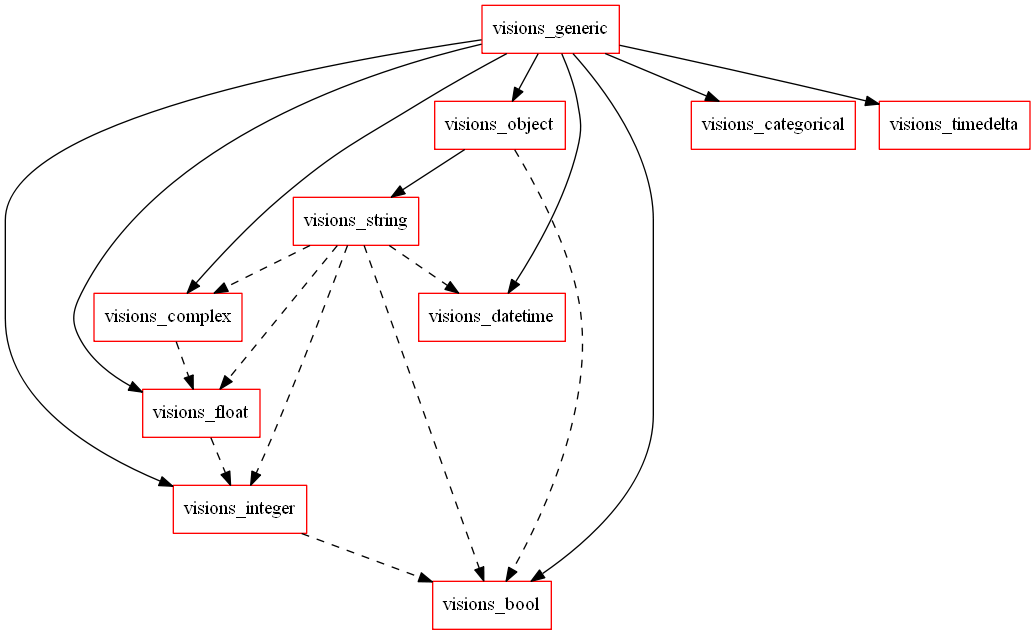 visions_generic
visions_object
visions_categorical
visions_timedelta
visions_string
visions_complex
visions_datetime
visions_float
visions_integer
visions_bool